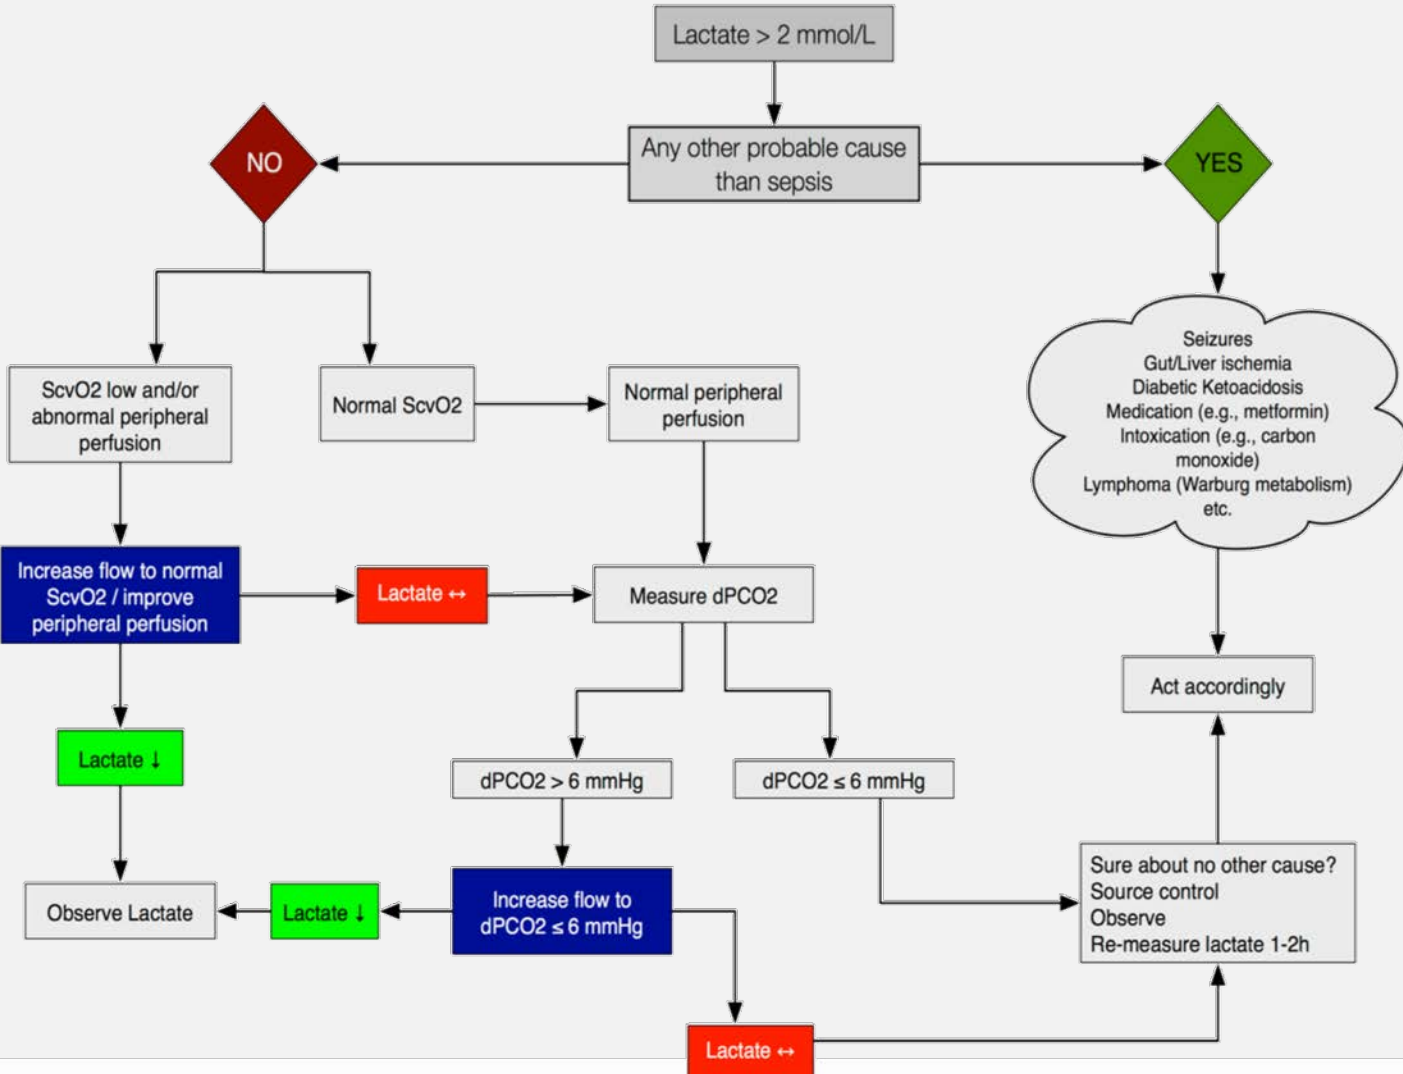 Lactate > 2 mmol/L
Any other probable cause
than sepsis
NO
YES
Seizures
Gut/Liver ischemia
Diabetic Ketoacidosis
Medication (e.g., metformin)
Intoxication (e.g., carbon
monoxide)
Lymphoma (Warburg metabolism)
etc.
ScvO2 low and/or
abnormal peripheral
perfusion
Normal ScvO2
Normal peripheral
perfusion
Increase flow to normal
ScvO2 / improve
peripheral perfusion
Lactate ↔
Measure dPCO2
Act accordingly
Lactate ↓
dPCO2 > 6 mmHg
dPCO2 ≤ 6 mmHg
Observe Lactate
Lactate ↓
Increase flow to
dPCO2 ≤ 6 mmHg
Sure about no other cause?
Source control
Observe
Re-measure lactate 1-2h
Lactate ↔